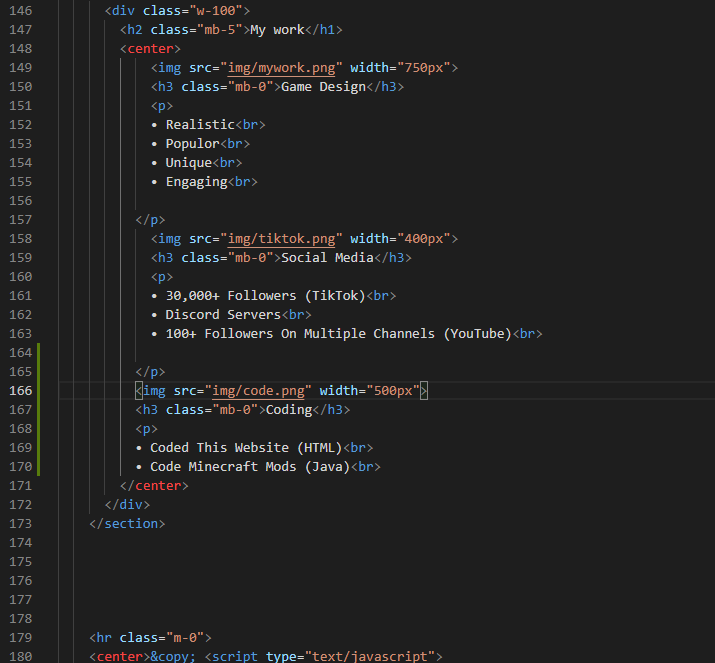 146 <div class="w-100">
147 <h2 class="mb-5">My work</h1>
148 <center>
149 <img src="img/mywork.png" width="750px">
150 <h3 class="mb-0">Game Design</h3>
151 <p>
152 • Realistic<br>
153 • Populor<br>
154 • Unique<br>
155 • Engaging<br>
156
157 </p>
158 <img src="img/tiktok.png" width="400px">
159 <h3 class="mb-0">Social Media</h3>
160 <p>
161 • 30,000+ Followers (TikTok)<br>
162 • Discord Servers<br>
163 • 100+ Followers On Multiple Channels (YouTube)<br>
164
165 </p>
166 <img src="img/code.png" width="500px">
167 <h3 class="mb-0">Coding</h3>
168 <p>
169 • Coded This Website (HTML)<br>
170 • Code Minecraft Mods (Java)<br>
171 </center>
172 </div>
173 </section>
174
175
176
177
178
179 <hr class="m-0">
180 <center>&copy; <script type="text/javascript">